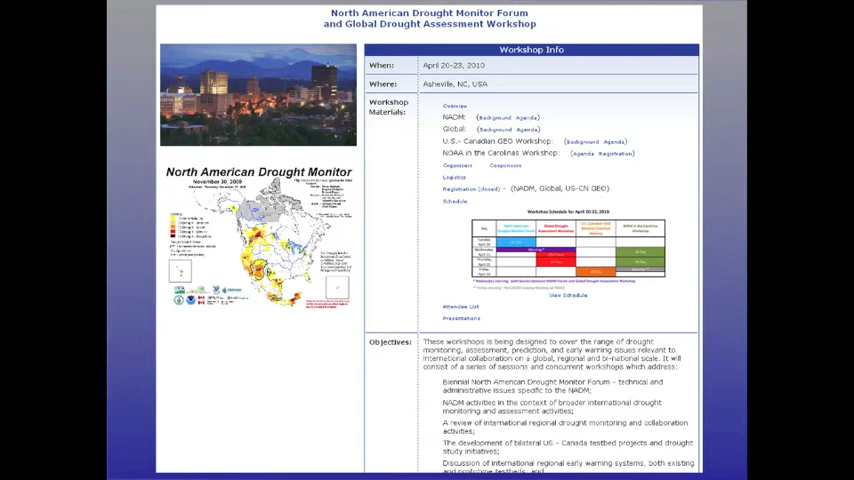 North American Drought Monitor Forum
and Global Drought Assessment Workshop
Workshop Info
When: April 20-23, 2010
Where: Asheville, NC, USA
Workshop
Materials:
Overview
NADM: (Background Agenda)
Global: (Background Agenda)
U.S.- Canadian GEO Workshop: (Background Agenda)
NOAA in the Carolinas Workshop: (Agenda Registration)
Organizers Cosponsors
Logistics
Registration (closed) - (NADM, Global, US-CN GEO)
Schedule
Workshop Schedule for April 20-23, 2010
View Schedule
Attendee List
Presentations
North American Drought Monitor
November 30, 2009
Objectives: These workshops is being designed to cover the range of drought
monitoring, assessment, prediction, and early warning issues relevant to
international collaboration on a global, regional and bi-national scale. It will
consist of a series of sessions and concurrent workshops which address:
Biennial North American Drought Monitor Forum - technical and
administrative issues specific to the NADM;
NADM activities in the context of broader international drought
monitoring and assessment activities;
A review of international regional drought monitoring and collaboration
activities;
The development of bilateral US - Canada testbed projects and drought
study initiatives;
Discussion of international regional early warning systems, both existing
and prototype testbeds; and